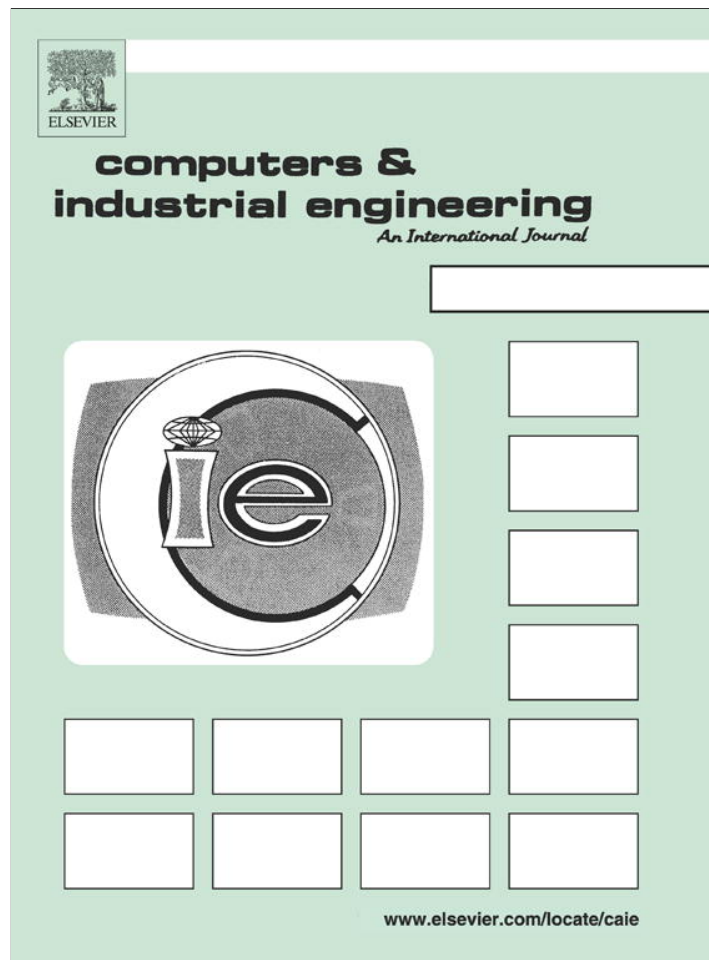 ELSEVIER
computers &
industrial engineering
An International Journal
ie
www.elsevier.com/locate/caie